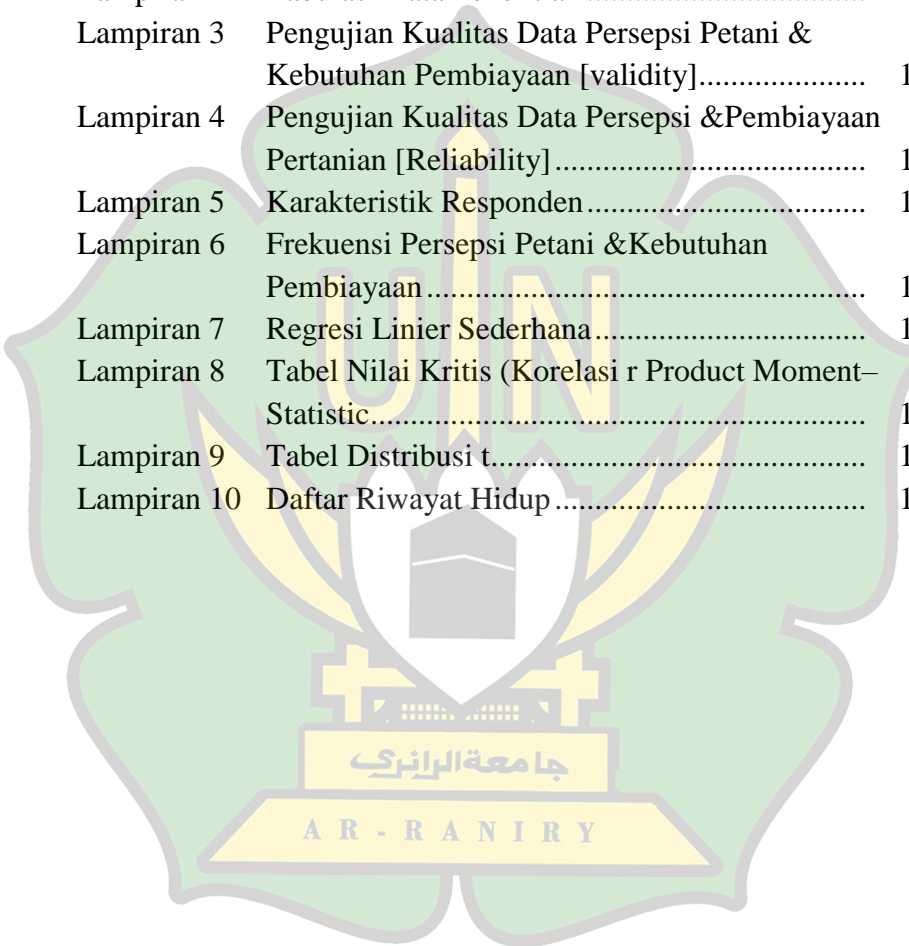 Lampiran 3 Pengujian Kualitas Data Persepsi Petani &
Kebutuhan Pembiayaan [validity]..................... 1
Lampiran 4 Pengujian Kualitas Data Persepsi &Pembiayaan
Pertanian [Reliability]....................................... 1
Lampiran 5 Karakteristik Responden................................... 1
Lampiran 6 Frekuensi Persepsi Petani &Kebutuhan
Pembiayaan....................................................... 1
Lampiran 7 Regresi Linier Sederhana.................................. 1
Lampiran 8 Tabel Nilai Kritis (Korelasi r Product Moment–
Statistic.............................................................. 1
Lampiran 9 Tabel Distribusi t............................................... 1
Lampiran 10 Daftar Riwayat Hidup....................................... 1
UIN
جامعةالرانري
AR-RANIRY